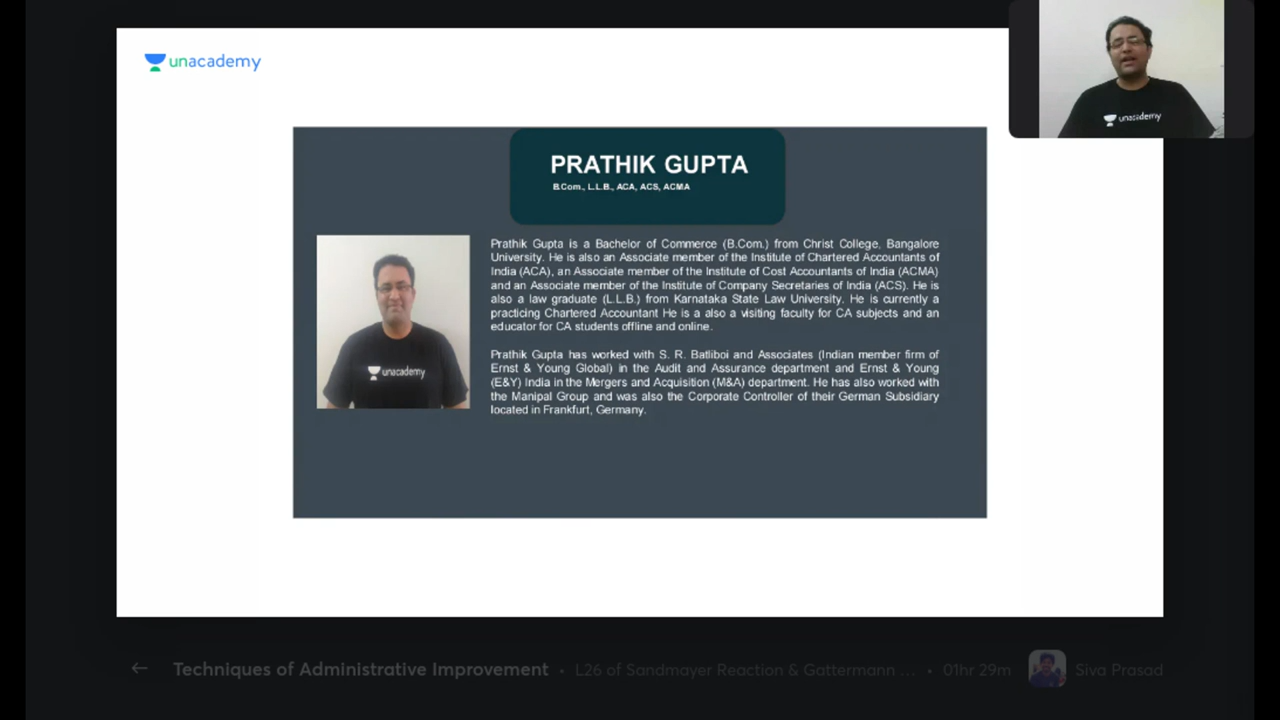 unacademy
unacademy
PRATHIK GUPTA
B.Com., L.L.B., ACA, ACS, ACMA
Prathik Gupta is a Bachelor of Commerce (B.Com.) from Christ College, Bangalore
University. He is also an Associate member of the Institute of Chartered Accountants of
India (ACA), an Associate member of the Institute of Cost Accountants of India (ACMA)
and an Associate member of the Institute of Company Secretaries of India (ACS). He is
also a law graduate (L.L.B.) from Karnataka State Law University. He is currently a
practicing Chartered Accountant He is a also a visiting faculty for CA subjects and an
educator for CA students offline and online.
Prathik Gupta has worked with S. R. Batliboi and Associates (Indian member firm of
Ernst & Young Global) in the Audit and Assurance department and Ernst & Young
(E&Y) India in the Mergers and Acquisition (M&A) department. He has also worked with
the Manipal Group and was also the Corporate Controller of their German Subsidiary
located in Frankfurt, Germany.
unacademy
Techniques of Administrative Improvement • L26 of Sandmayer Reaction & Gattermann ... • 01hr 29m Siva Prasad